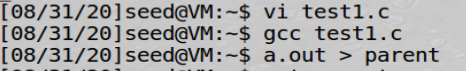 [08/31/20]seed@VM:~$ vi test1.c
[08/31/20]seed@VM:~$ gcc test1.c
[08/31/20]seed@VM:~$ a.out > parent